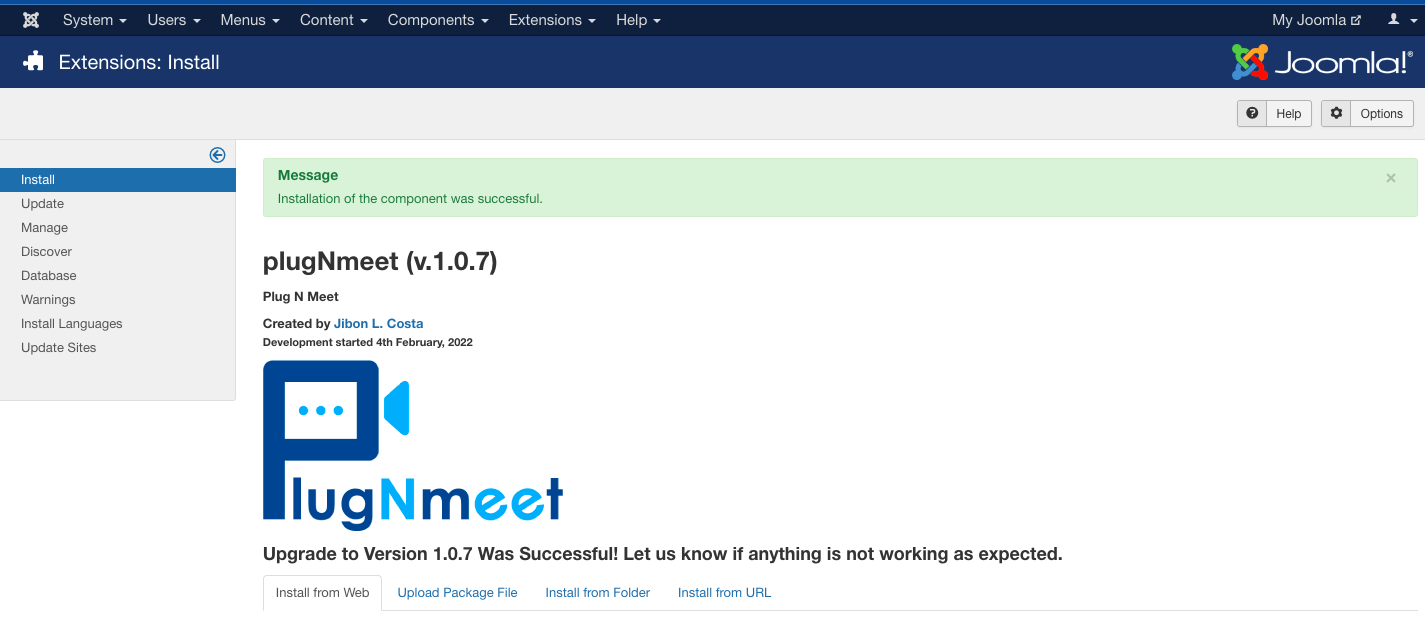 System Users Menus Content Components Extensions Help My Joomla
Extensions: Install Joomla!®
Help Options
Install
Update
Manage
Discover
Database
Warnings
Install Languages
Update Sites
Message ×
Installation of the component was successful.
plugNmeet (v.1.0.7)
Plug N Meet
Created by Jibon L. Costa
Development started 4th February, 2022
PlugNmeet
Upgrade to Version 1.0.7 Was Successful! Let us know if anything is not working as expected.
Install from Web Upload Package File Install from Folder Install from URL